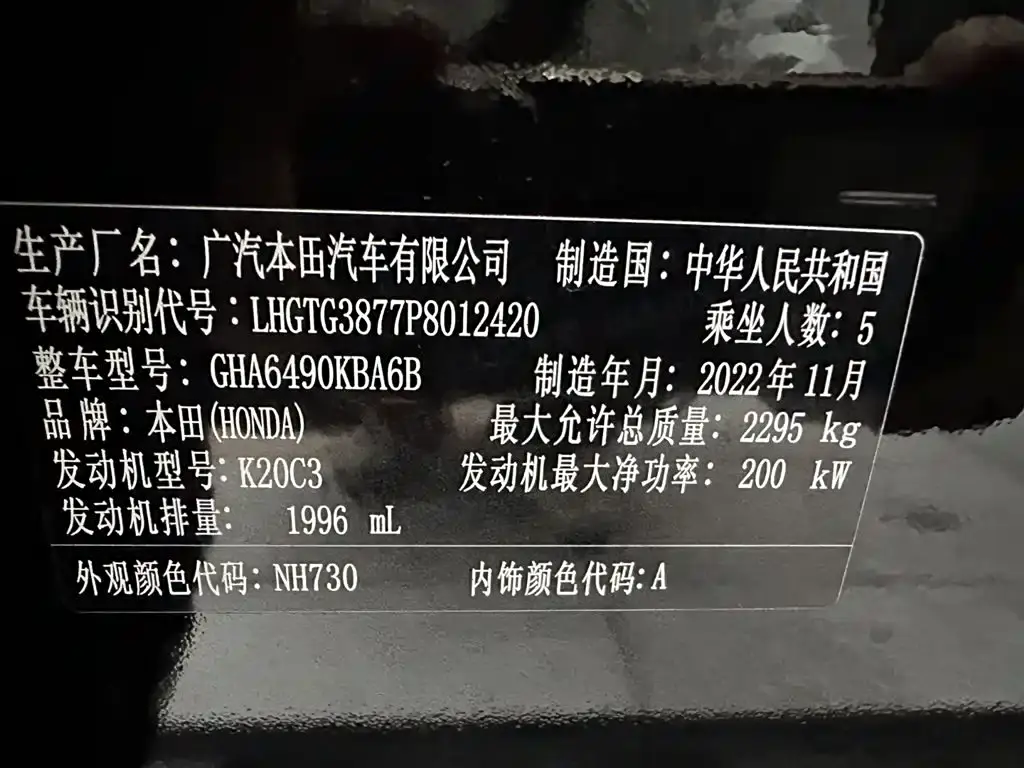 生产厂名：广汽本田汽车有限公司 制造国：中华人民共和国
车辆识别代号：LHGTG3877P8012420 乘坐人数：5
整车型号：GHA6490KBA6B 制造年月：2022年11月
品牌：本田(HONDA) 最大允许总质量：2295 kg
发动机型号：K20C3 发动机最大净功率：200 kW
发动机排量： 1996 mL
外观颜色代码：NH730 内饰颜色代码：A